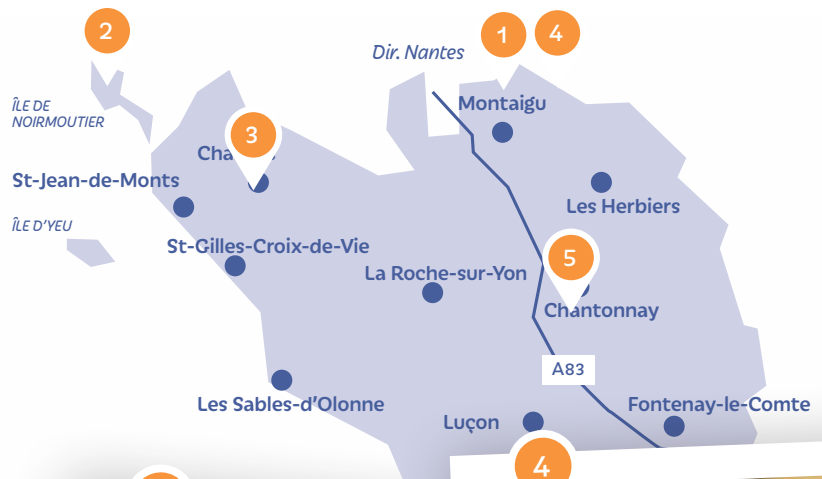 2
1
4
Dir. Nantes
ÎLE DE
NOIRMOUTIER
Montaigu
3
St-Jean-de-Monts
Les Herbiers
ÎLE D'YEU
St-Gilles-Croix-de-Vie
5
La Roche-sur-Yon
Chantonnay
A83
Les Sables-d'Olonne
Fontenay-le-Comte
Luçon
4